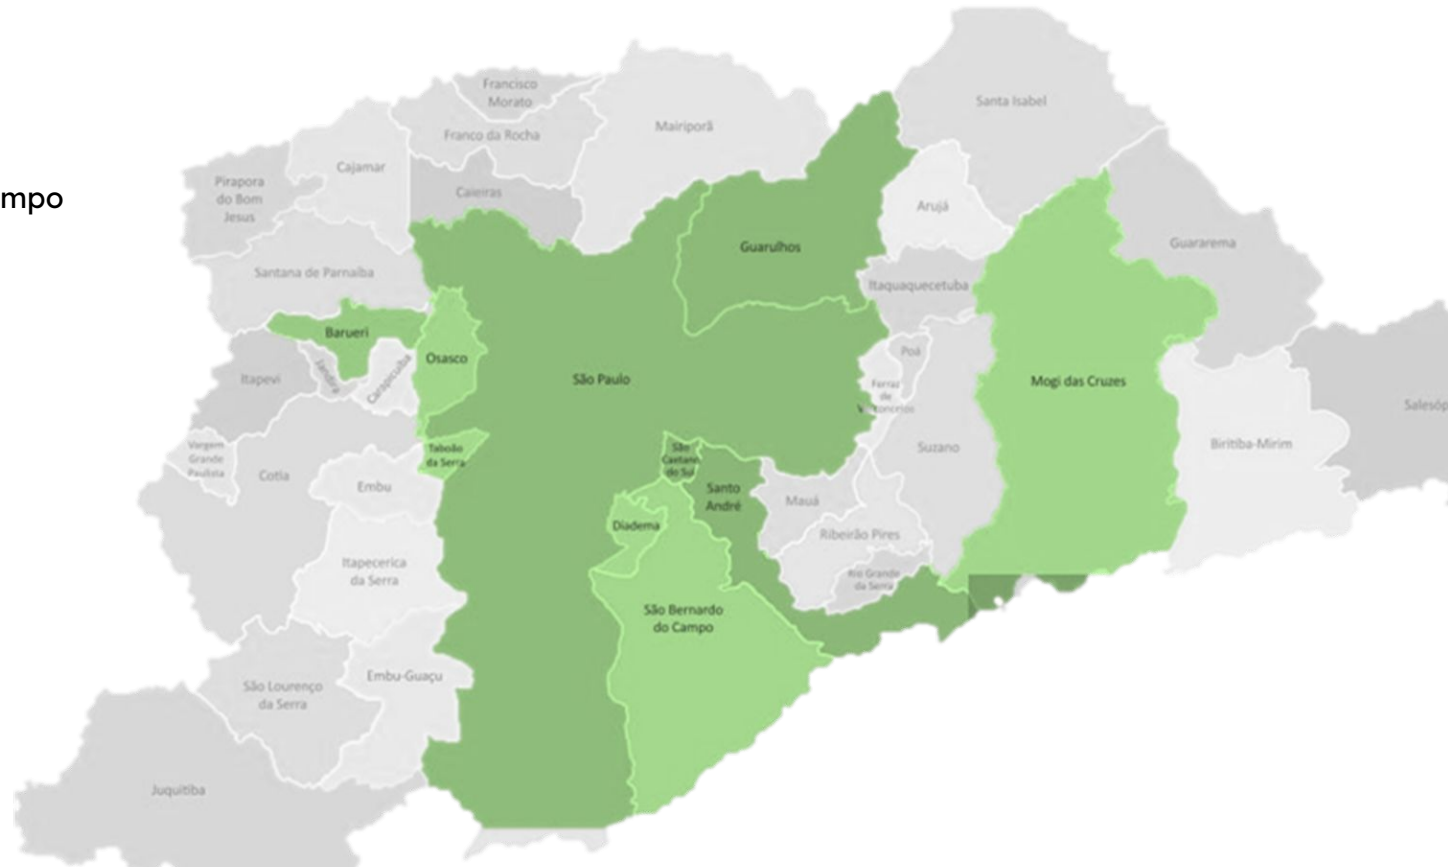 mpo
Francisco
Morato
Santa Isabel
Mairiporã
Franco da Rocha
Cajamar
Pirapora
do Bom
Jesus
Caieiras
Arujá
Guarulhos
Guararema
Santana de Parnaíba
Itaquaquecetuba
Barueri
Osasco
Poá
Jandira
Carapicuíba
Itapevi
São Paulo
Mogi das Cruzes
Ferraz
de
Vasconcelos
Salesóp
Vargem
Grande
Paulista
Taboão
da Serra
São
Caetano
do Sul
Suzano
Biritiba-Mirim
Cotia
Embu
Santo
André
Mauá
Diadema
Ribeirão Pires
Itapecerica
da Serra
Rio Grande
da Serra
São Bernardo
do Campo
Embu-Guaçu
São Lourenço
da Serra
Juquitiba